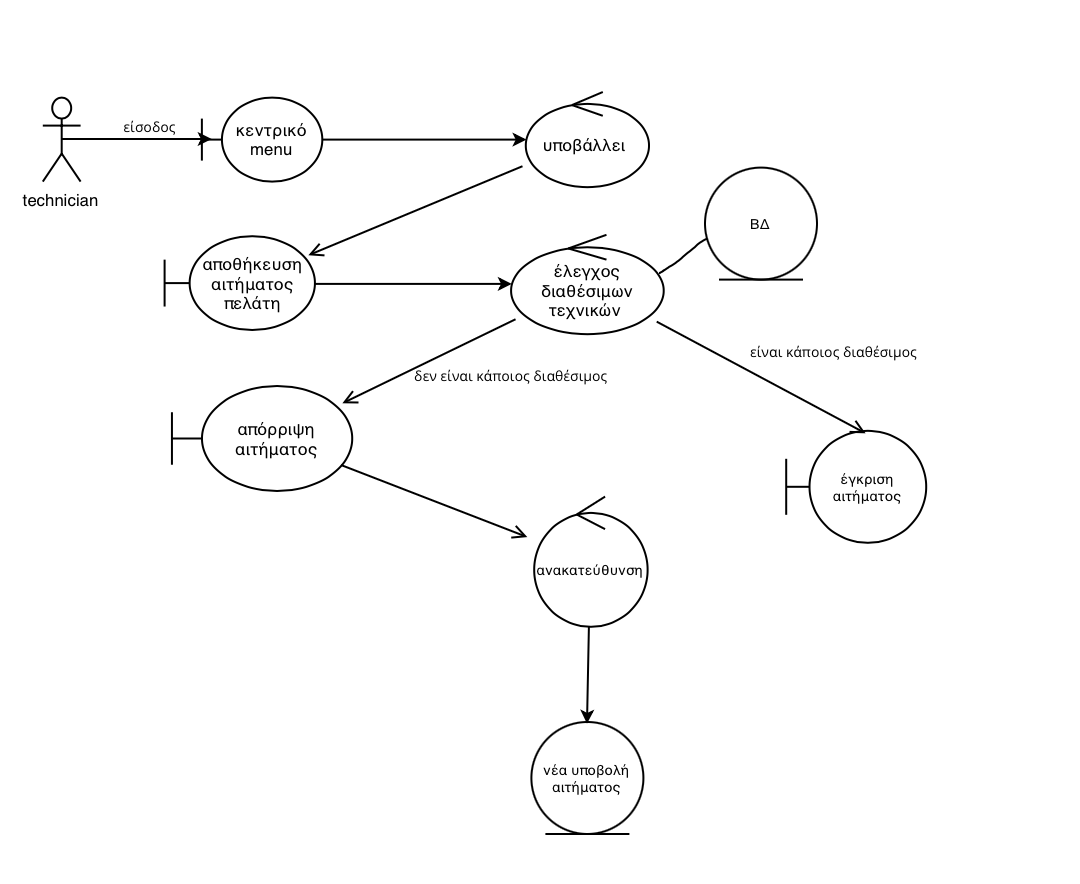 είσοδος
κεντρικό
menu
υποβάλλει
technician
ΒΔ
αποθήκευση
αιτήματος
πελάτη
έλεγχος
διαθέσιμων
τεχνικών
είναι κάποιος διαθέσιμος
δεν είναι κάποιος διαθέσιμος
απόρριψη
αιτήματος
έγκριση
αιτήματος
ανακατεύθυνση
νέα υποβολή
αιτήματος